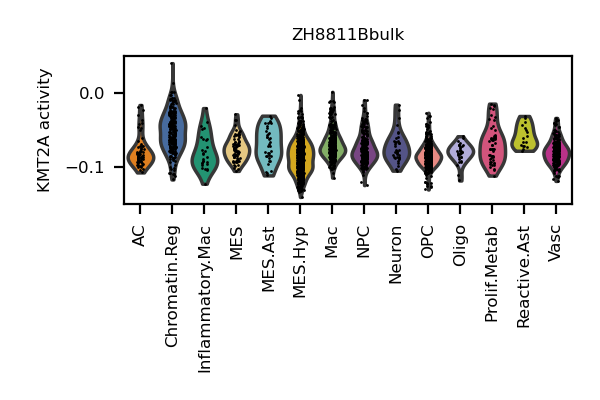 ZH8811Bbulk
KMT2A activity
0.0
−0.1
AC
Chromatin.Reg
Inflammatory.Mac
MES
MES.Ast
MES.Hyp
Mac
NPC
Neuron
OPC
Oligo
Prolif.Metab
Reactive.Ast
Vasc